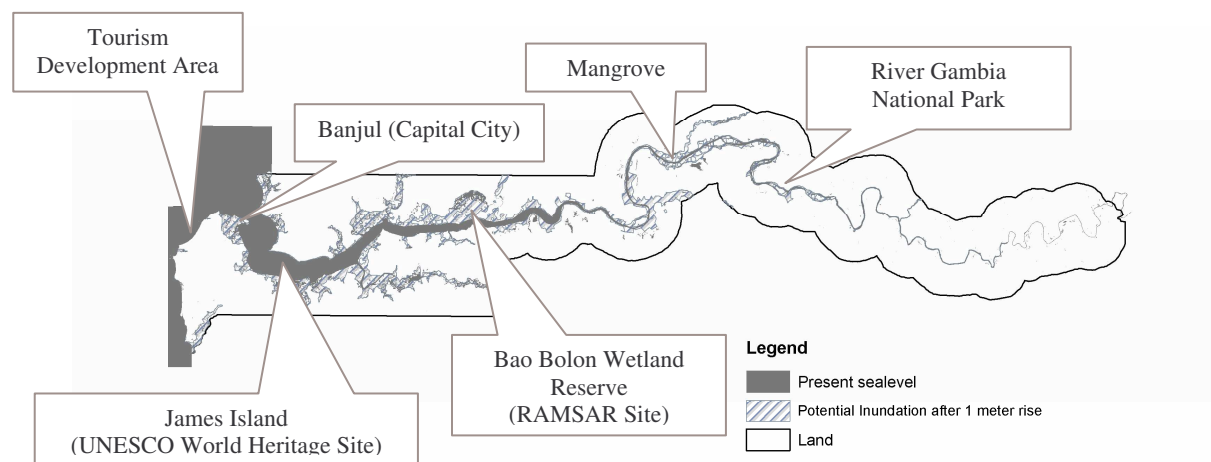 Tourism
Development Area
Banjul (Capital City)
Mangrove
River Gambia
National Park
James Island
(UNESCO World Heritage Site)
Bao Bolon Wetland
Reserve
(RAMSAR Site)
Legend
Present sealevel
Potential Inundation after 1 meter rise
Land